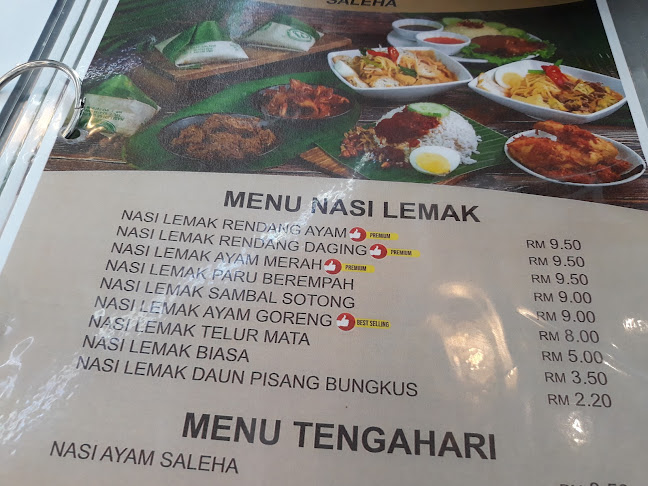 SALEHA
MENU NASI LEMAK
NASI LEMAK RENDANG AYAM PREMIUM RM 9.50
NASI LEMAK RENDANG DAGING PREMIUM RM 9.50
NASI LEMAK AYAM MERAH PREMIUM RM 9.50
NASI LEMAK PARU BEREMPAH RM 9.00
NASI LEMAK SAMBAL SOTONG RM 9.00
NASI LEMAK AYAM GORENG BEST SELLING RM 8.00
NASI LEMAK TELUR MATA RM 5.00
NASI LEMAK BIASA RM 3.50
NASI LEMAK DAUN PISANG BUNGKUS RM 2.20
MENU TENGAHARI
NASI AYAM SALEHA